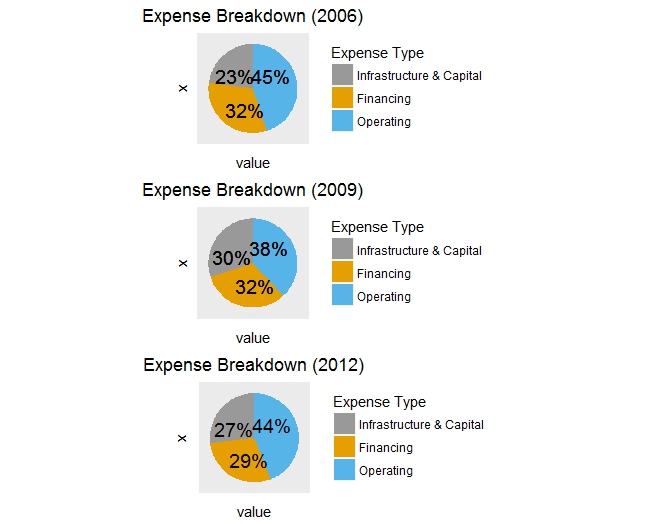 Expense Breakdown (2006)
Expense Type
Infrastructure & Capital
Financing
Operating
23%
45%
32%
x
value
Expense Breakdown (2009)
Expense Type
Infrastructure & Capital
Financing
Operating
30%
38%
32%
x
value
Expense Breakdown (2012)
Expense Type
Infrastructure & Capital
Financing
Operating
27%
44%
29%
x
value